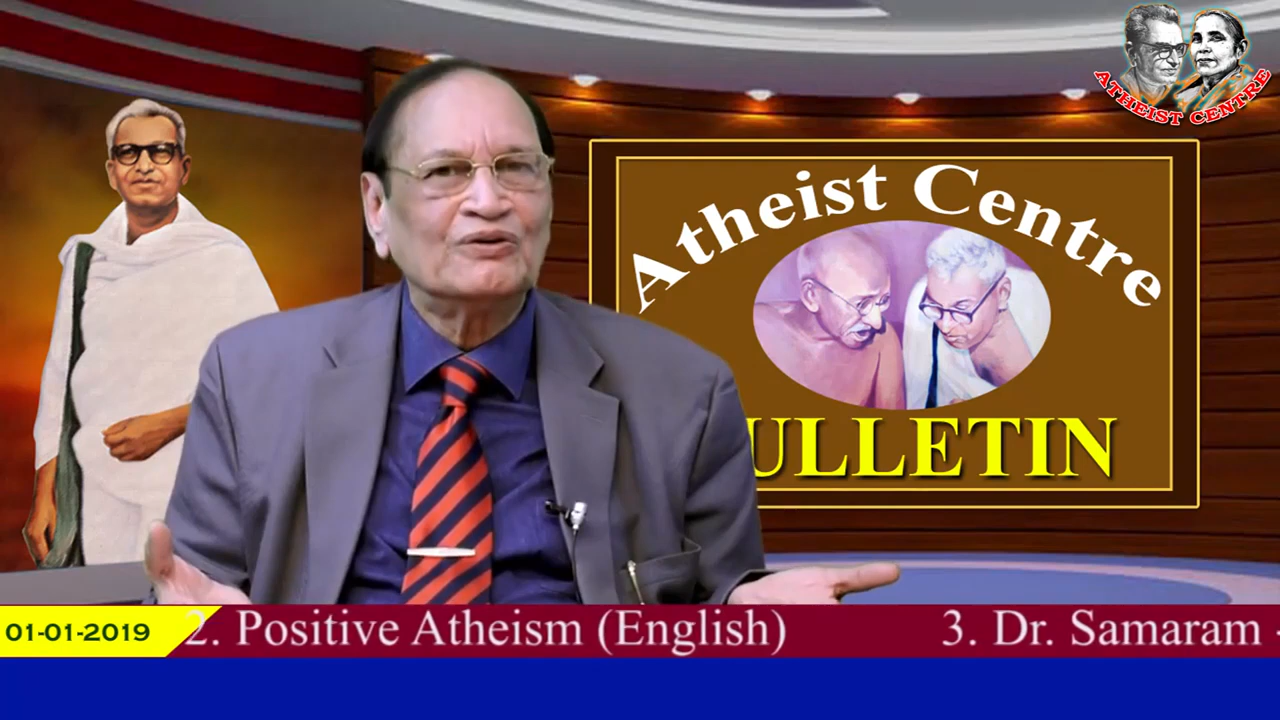 ATHEIST CENTRE
Atheist Centre
ULLETIN
01-01-2019
2. Positive Atheism (English) 3. Dr. Samaram